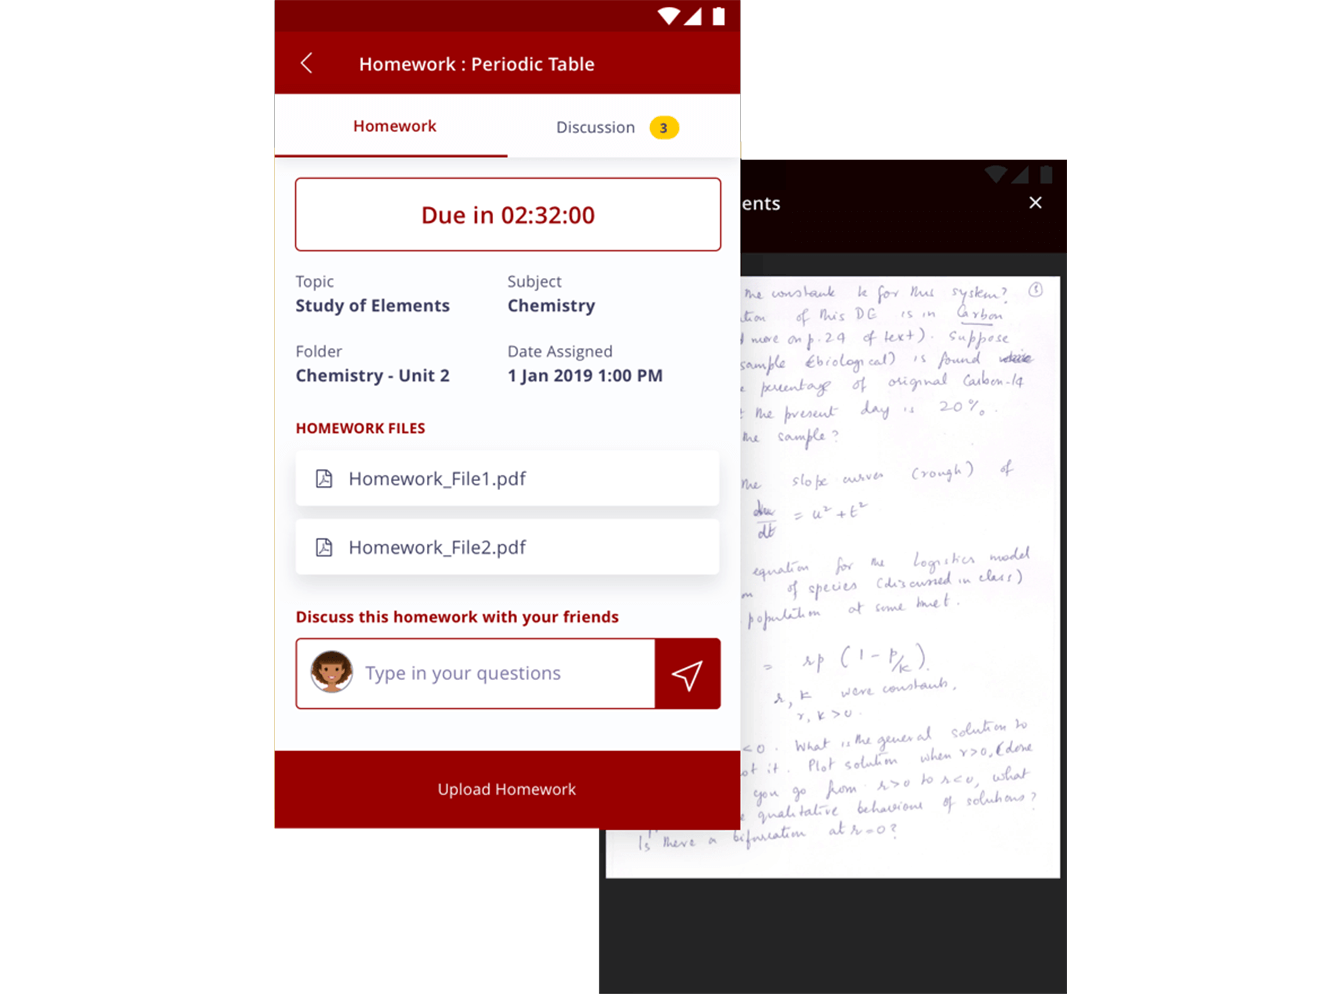 Homework : Periodic Table
Homework
Discussion 3
Due in 02:32:00
Topic
Study of Elements
Subject
Chemistry
Folder
Chemistry - Unit 2
Date Assigned
1 Jan 2019 1:00 PM
HOMEWORK FILES
Homework_File1.pdf
Homework_File2.pdf
Discuss this homework with your friends
Type in your questions
Upload Homework
ents
the constant k for this system?
of this DE is in Carbon
more on p. 29 of text). Suppose
sample (biological) is found
percentage of original Carbon-14
the present day is 20%.
the sample?
the slope curves (rough) of
du/dt = u² + t²
equation for the Logistics model
of species (discussed in class)
population at some time t.
= rp (1 - p/k).
r, k were constants,
r, k > 0.
< 0. What is the general solution to
it. Plot solution when r>0, (done
you go from r>0 to r<0, what
qualitative behaviour of solutions?
Is there a bifurcation at r=0?